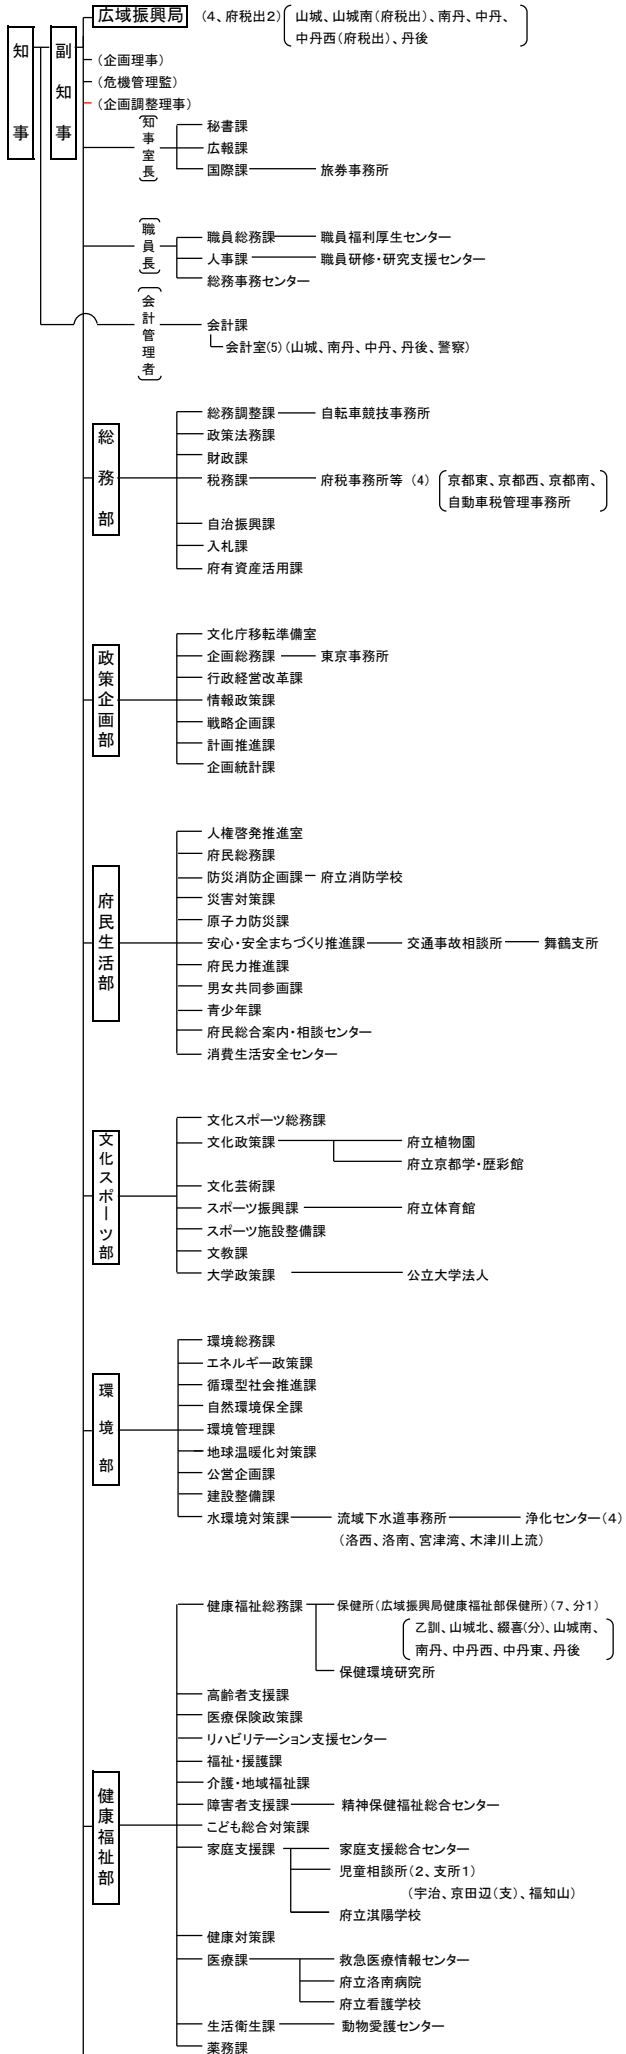 広域振興局 (4、府税出2) 山城、山城南(府税出)、南丹、中丹、
中丹西(府税出)、丹後
知事
副知事
(企画理事)
(危機管理監)
(企画調整理事)
知事室長
秘書課
広報課
国際課 旅券事務所
職員長
職員総務課 職員福利厚生センター
人事課 職員研修・研究支援センター
総務事務センター
会計管理者
会計課
会計室(5)(山城、南丹、中丹、丹後、警察)
総務部
総務調整課 自転車競技事務所
政策法務課
財政課
税務課 府税事務所等 (4) 京都東、京都西、京都南、
自動車税管理事務所
自治振興課
入札課
府有資産活用課
政策企画部
文化庁移転準備室
企画総務課 東京事務所
行政経営改革課
情報政策課
戦略企画課
計画推進課
企画統計課
府民生活部
人権啓発推進室
府民総務課
防災消防企画課 府立消防学校
災害対策課
原子力防災課
安心・安全まちづくり推進課 交通事故相談所 舞鶴支所
府民力推進課
男女共同参画課
青少年課
府民総合案内・相談センター
消費生活安全センター
文化スポーツ部
文化スポーツ総務課
文化政策課 府立植物園
府立京都学・歴彩館
文化芸術課
スポーツ振興課 府立体育館
スポーツ施設整備課
文教課
大学政策課 公立大学法人
環境部
環境総務課
エネルギー政策課
循環型社会推進課
自然環境保全課
環境管理課
地球温暖化対策課
公営企画課
建設整備課
水環境対策課 流域下水道事務所 浄化センター(4)
(洛西、洛南、宮津湾、木津川上流)
健康福祉部
健康福祉総務課 保健所(広域振興局健康福祉部保健所)(7、分1)
乙訓、山城北、綴喜(分)、山城南、
南丹、中丹西、中丹東、丹後
保健環境研究所
高齢者支援課
医療保険政策課
リハビリテーション支援センター
福祉・援護課
介護・地域福祉課
障害者支援課 精神保健福祉総合センター
こども総合対策課
家庭支援課 家庭支援総合センター
児童相談所(2、支所1)
(宇治、京田辺(支)、福知山)
府立淇陽学校
健康対策課
医療課 救急医療情報センター
府立洛南病院
府立看護学校
生活衛生課 動物愛護センター
薬務課